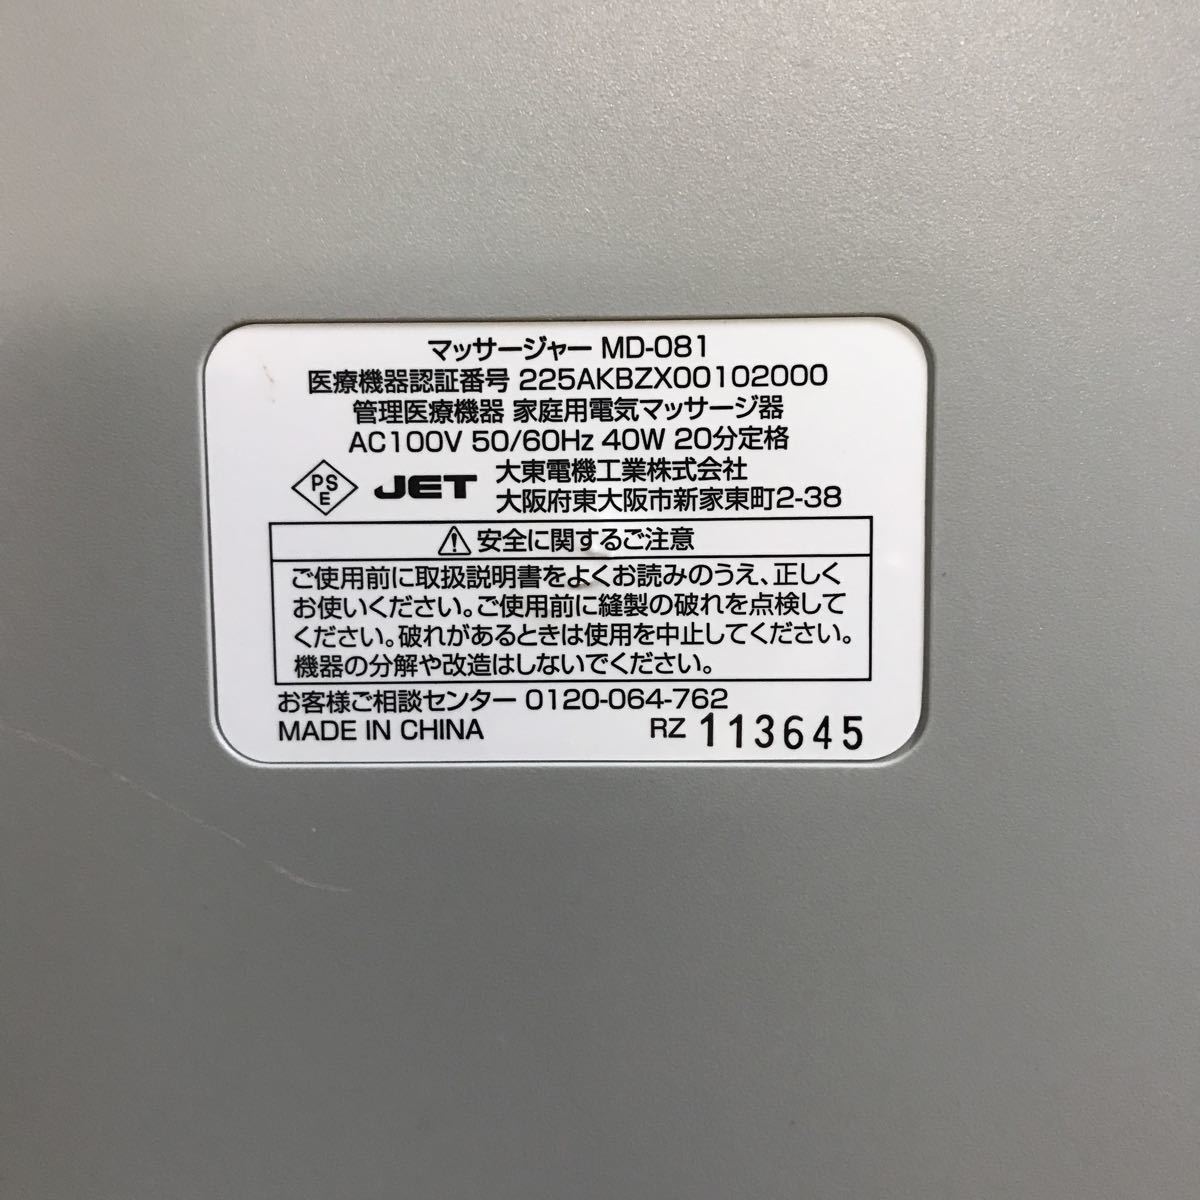 マッサージャー MD-081
医療機器認証番号 225AKBZX00102000
管理医療機器 家庭用電気マッサージ器
AC100V 50/60Hz 40W 20分定格
PS
E
JET
大東電機工業株式会社
大阪府東大阪市新家東町2-38
安全に関するご注意
ご使用前に取扱説明書をよくお読みのうえ、正しく
お使いください。ご使用前に縫製の破れを点検して
ください。破れがあるときは使用を中止してください。
機器の分解や改造はしないでください。
お客様ご相談センター 0120-064-762
MADE IN CHINA
RZ 113645